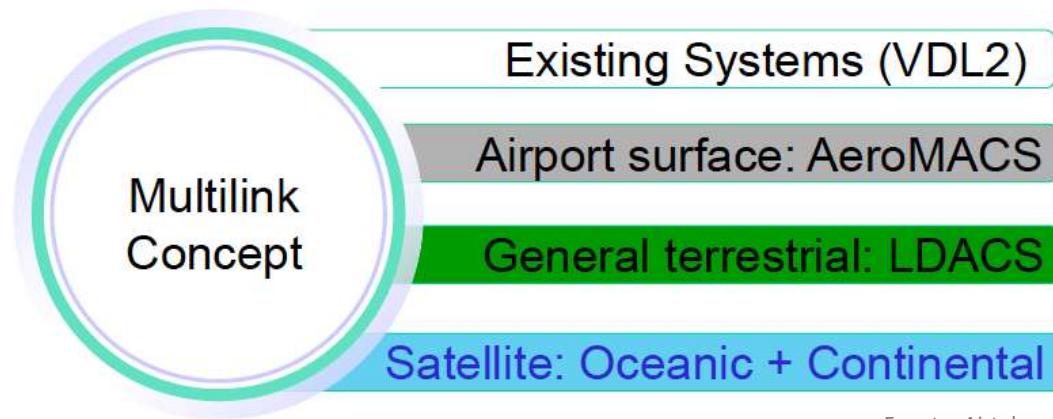 Existing Systems (VDL2)
Airport surface: AeroMACS
Multilink
Concept
General terrestrial: LDACS
Satellite: Oceanic + Continental